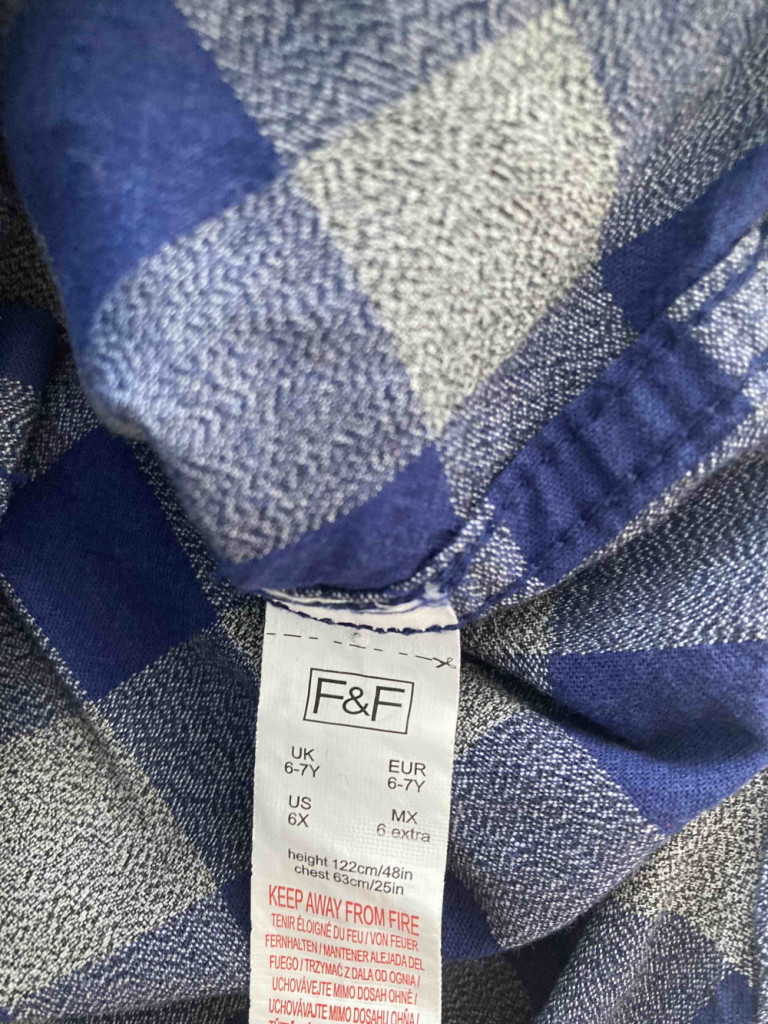 F&F
UK
6-7Y
EUR
6-7Y
US
6X
MX
6 extra
height 122cm/48in
chest 63cm/25in
KEEP AWAY FROM FIRE
TENIR ÉLOIGNÉ DU FEU / VON FEUER
FERNHALTEN / MANTENER ALEJADA DEL
FUEGO / TRZYMAĆ Z DALA OD OGNIA /
UCHOVÁVEJTE MIMO DOSAH OHNĚ /
UCHOVÁVAJTE MIMO DOSAHU OHŇA /